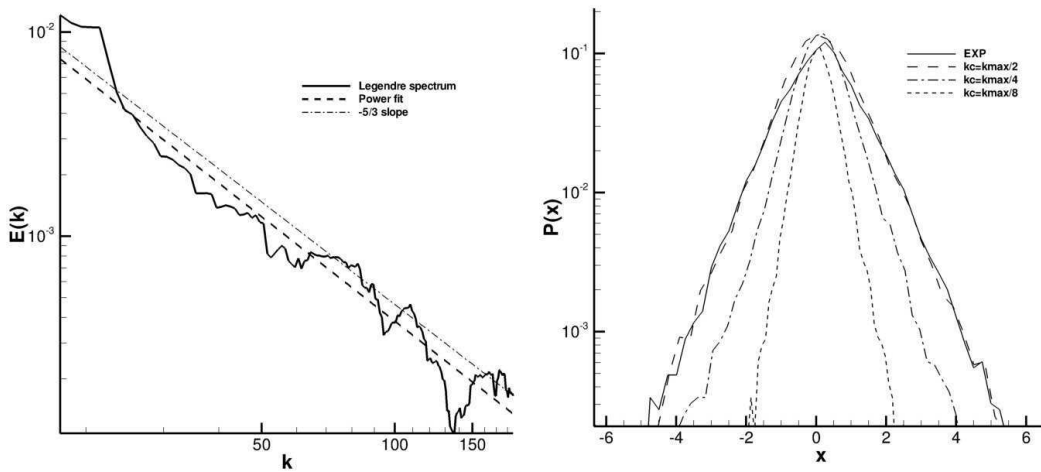 10^-2
10^-3
E(k)
50
100
150
k
Legendre spectrum
Power fit
-5/3 slope
10^-1
10^-2
10^-3
P(x)
-6
-4
-2
0
2
4
6
x
EXP
kc=kmax/2
kc=kmax/4
kc=kmax/8